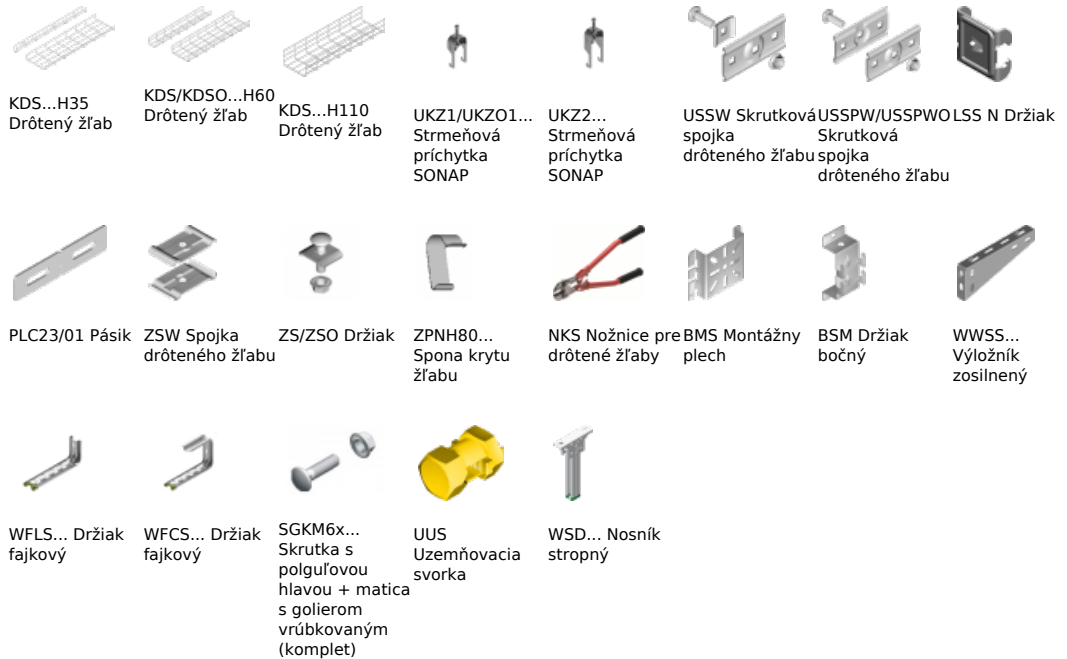 KDS...H35
Drôtený žľab
KDS/KDSO...H60
Drôtený žľab
KDS...H110
Drôtený žľab
UKZ1/UKZO1...
Strmeňová
príchytka
SONAP
UKZ2...
Strmeňová
príchytka
SONAP
USSW Skrutková
spojka
drôteného žľabu
USSPW/USSPWO
Skrutková
spojka
drôteného žľabu
LSS N Držiak
PLC23/01 Pásik
ZSW Spojka
drôteného žľabu
ZS/ZSO Držiak
ZPNH80...
Spona krytu
žľabu
NKS Nožnice pre
drôtené žľaby
BMS Montážny
plech
BSM Držiak
bočný
WWSS...
Výložník
zosilnený
WFLS... Držiak
fajkový
WFCS... Držiak
fajkový
SGKM6x...
Skrutka s
polguľovou
hlavou + matica
s golierom
vrúbkovaným
(komplet)
UUS
Uzemňovacia
svorka
WSD... Nosník
stropný